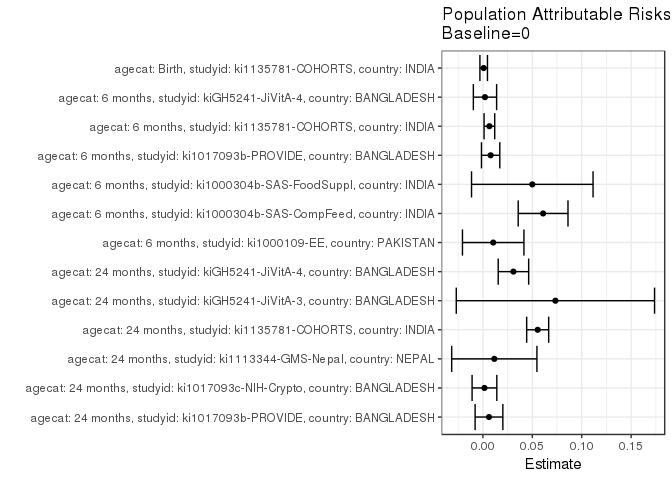 Population Attributable Risks
Baseline=0
agecat: Birth, studyid: ki1135781-COHORTS, country: INDIA
agecat: 6 months, studyid: kiGH5241-JiVitA-4, country: BANGLADESH
agecat: 6 months, studyid: ki1135781-COHORTS, country: INDIA
agecat: 6 months, studyid: ki1017093b-PROVIDE, country: BANGLADESH
agecat: 6 months, studyid: ki1000304b-SAS-FoodSuppl, country: INDIA
agecat: 6 months, studyid: ki1000304b-SAS-CompFeed, country: INDIA
agecat: 6 months, studyid: ki1000109-EE, country: PAKISTAN
agecat: 24 months, studyid: kiGH5241-JiVitA-4, country: BANGLADESH
agecat: 24 months, studyid: kiGH5241-JiVitA-3, country: BANGLADESH
agecat: 24 months, studyid: ki1135781-COHORTS, country: INDIA
agecat: 24 months, studyid: ki1113344-GMS-Nepal, country: NEPAL
agecat: 24 months, studyid: ki1017093c-NIH-Crypto, country: BANGLADESH
agecat: 24 months, studyid: ki1017093b-PROVIDE, country: BANGLADESH
0.00 0.05 0.10 0.15
Estimate